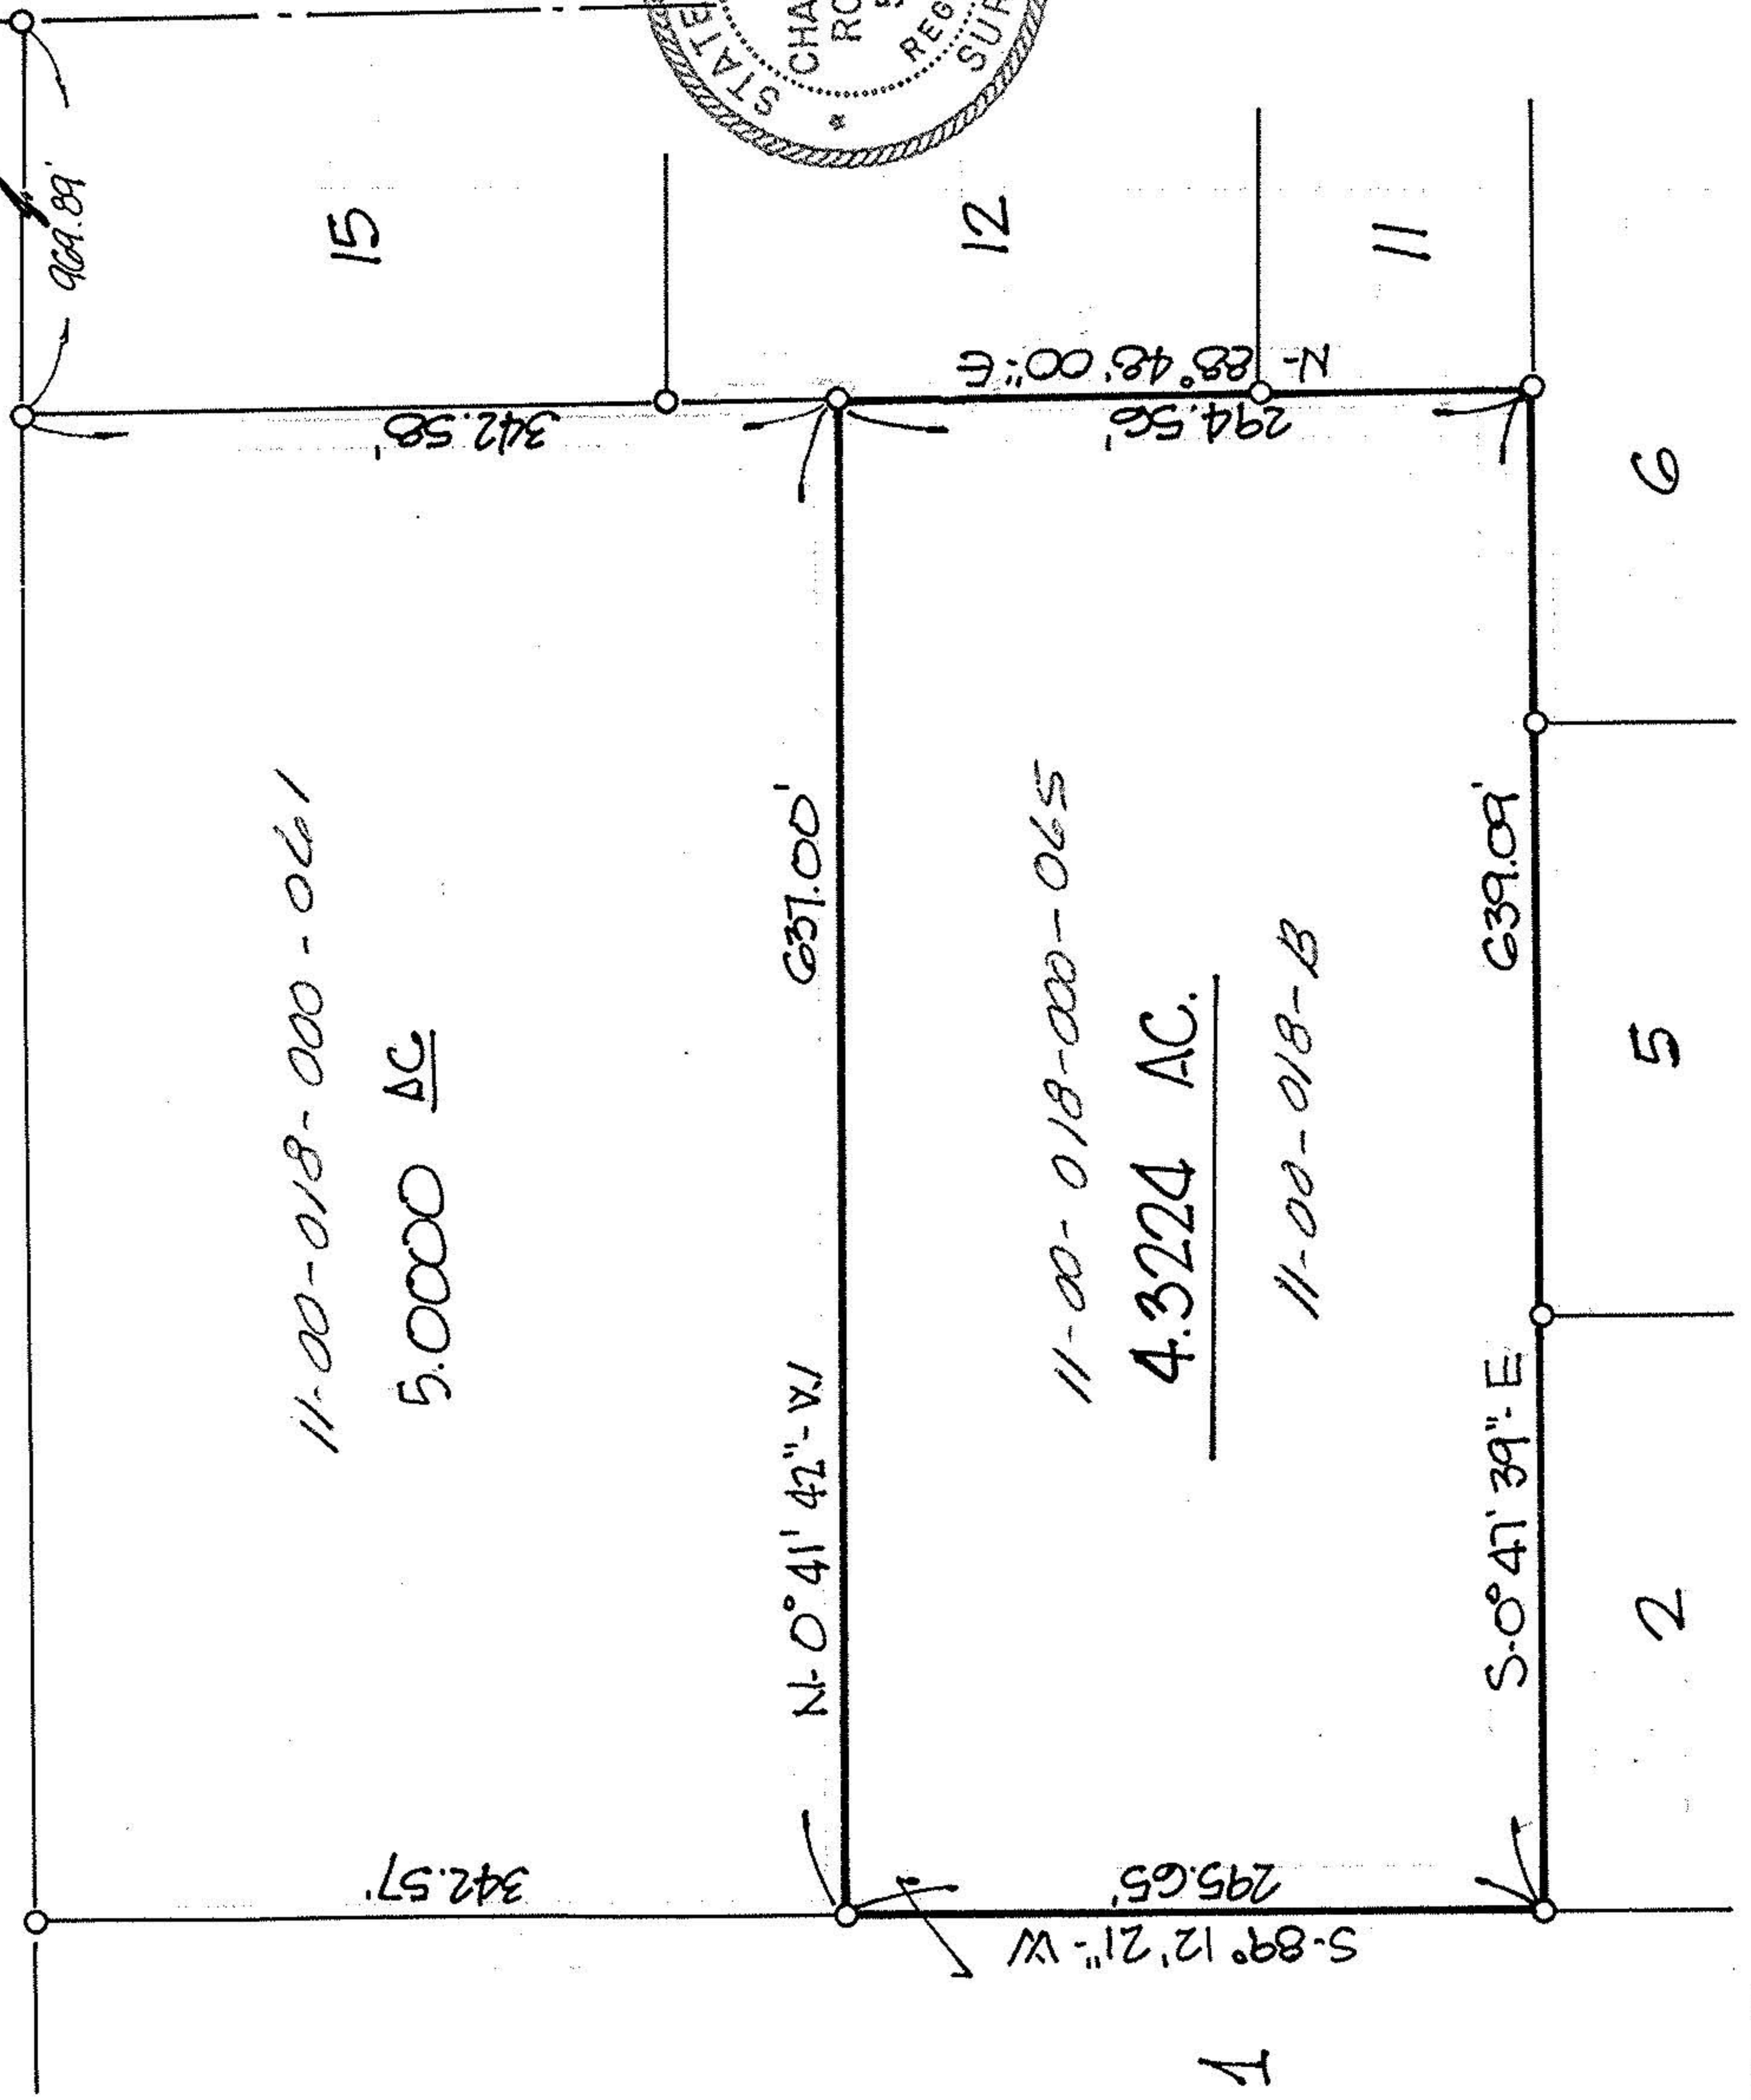 969.89'
15
342.58'
12
11
N- 88° 48' 00"- E
294.56'
11-00-018-000-061
5.0000 AC.
N- 0° 41' 42"- W
637.00'
11-00-018-000-065
4.3224 AC.
11-00-018-B
S- 0° 47' 39"- E
639.09'
342.57'
295.65'
S- 89° 12' 21"- W
1
2
5
6
STATE
REG